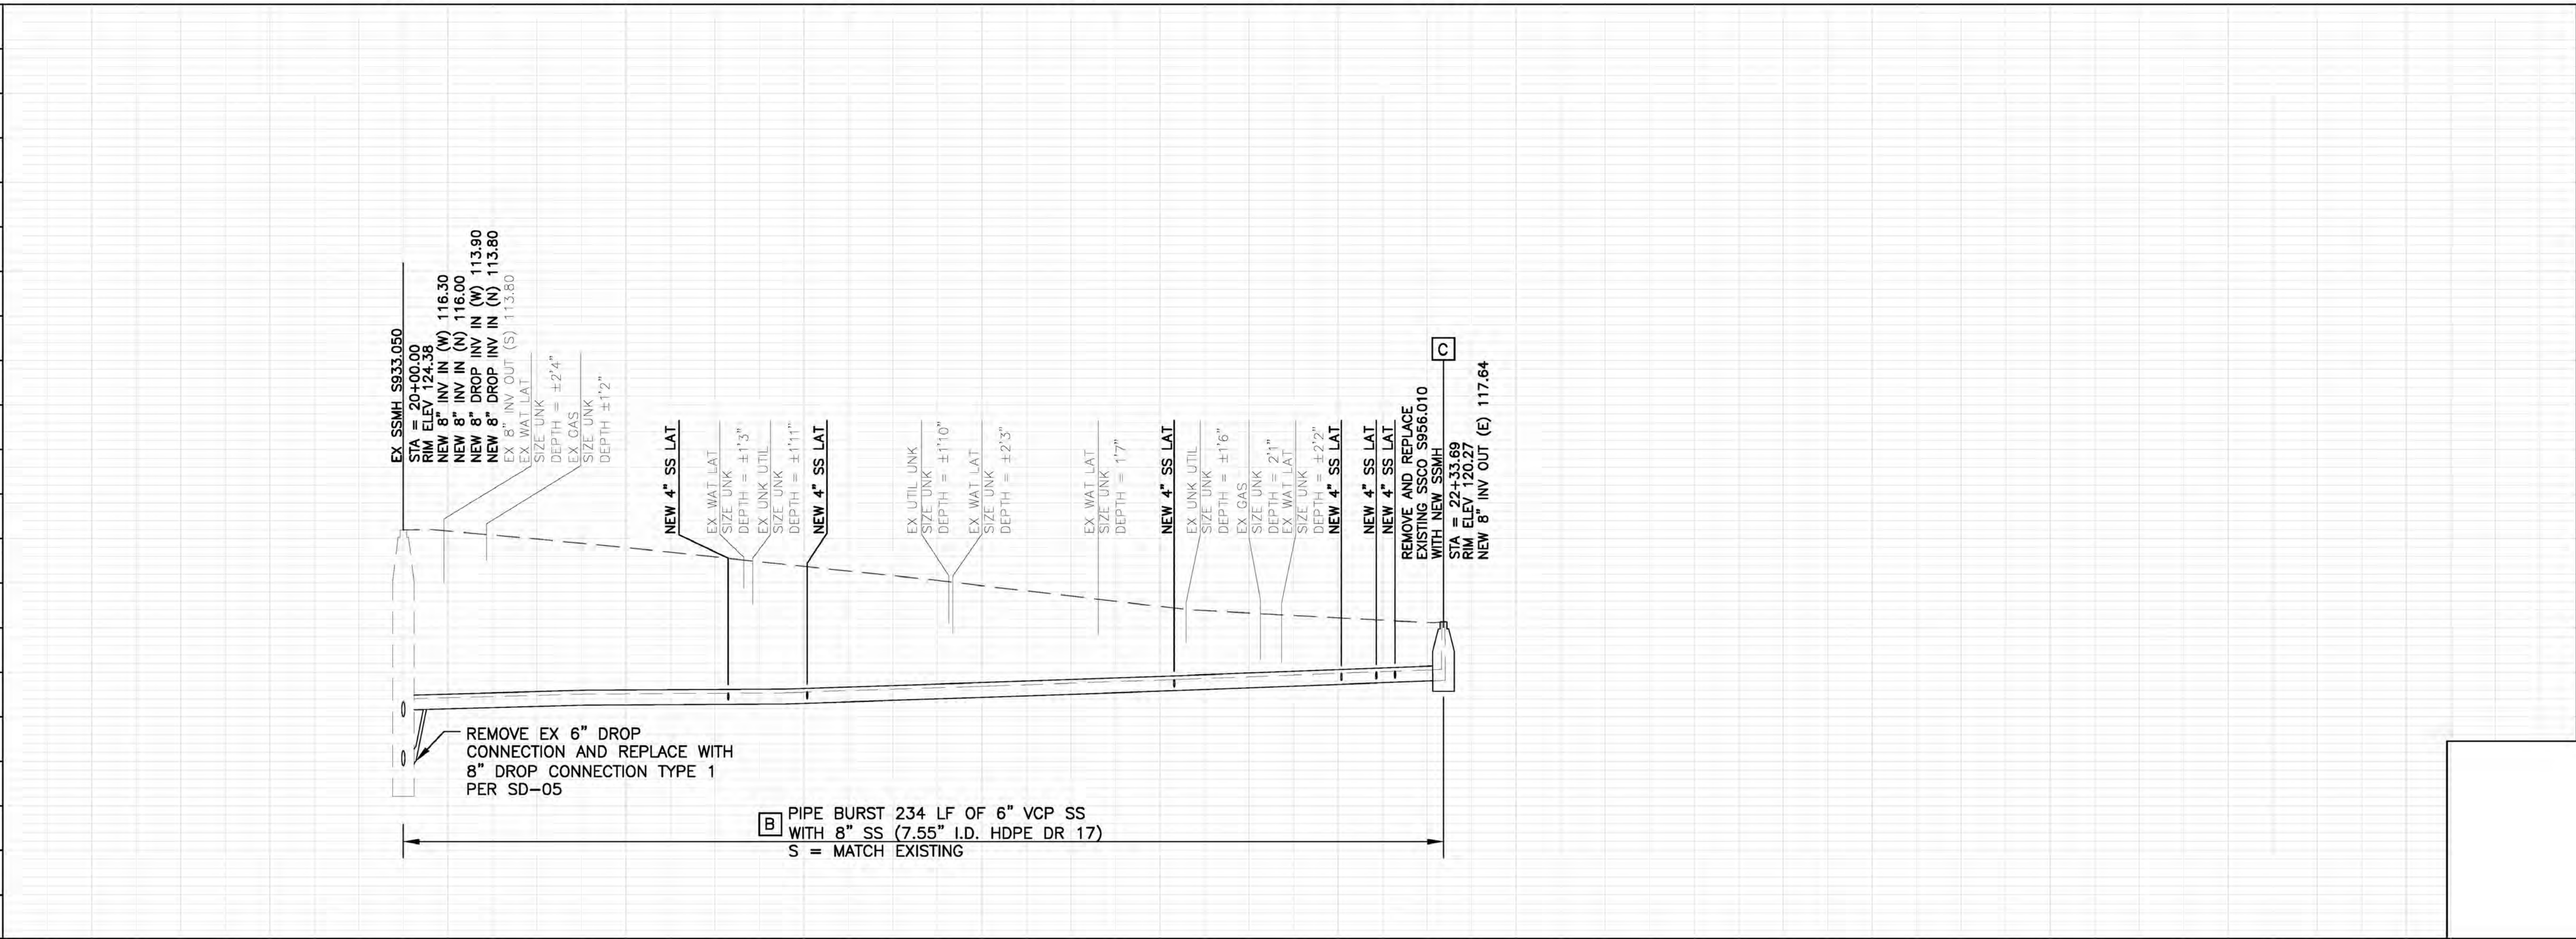 EX SSMH S933.050
STA = 20+00.00
RIM ELEV 124.38
NEW 8" INV IN (W) 116.30
NEW 8" INV IN (N) 116.00
NEW 8" DROP INV IN (W) 113.90
NEW 8" DROP INV IN (N) 113.80
EX 8" INV OUT (S) 113.80
EX WAT LAT
SIZE UNK
DEPTH = ±2'4"
EX GAS
SIZE UNK
DEPTH ±1'2"
NEW 4" SS LAT
EX WAT LAT
SIZE UNK
DEPTH = ±1'3"
EX UNK UTIL
SIZE UNK
DEPTH = ±1'11"
NEW 4" SS LAT
EX UTIL UNK
SIZE UNK
DEPTH = ±1'10"
EX WAT LAT
SIZE UNK
DEPTH = ±2'3"
EX WAT LAT
SIZE UNK
DEPTH = 1'7"
NEW 4" SS LAT
EX UNK UTIL
SIZE UNK
DEPTH = ±1'6"
EX GAS
SIZE UNK
DEPTH = 2'1"
EX WAT LAT
SIZE UNK
DEPTH = ±2'2"
NEW 4" SS LAT
NEW 4" SS LAT
NEW 4" SS LAT
REMOVE AND REPLACE
EXISTING SSCO S956.010
WITH NEW SSMH
STA = 22+33.69
RIM ELEV 120.27
NEW 8" INV OUT (E) 117.64
C
REMOVE EX 6" DROP
CONNECTION AND REPLACE WITH
8" DROP CONNECTION TYPE 1
PER SD-05
B
PIPE BURST 234 LF OF 6" VCP SS
WITH 8" SS (7.55" I.D. HDPE DR 17)
S = MATCH EXISTING